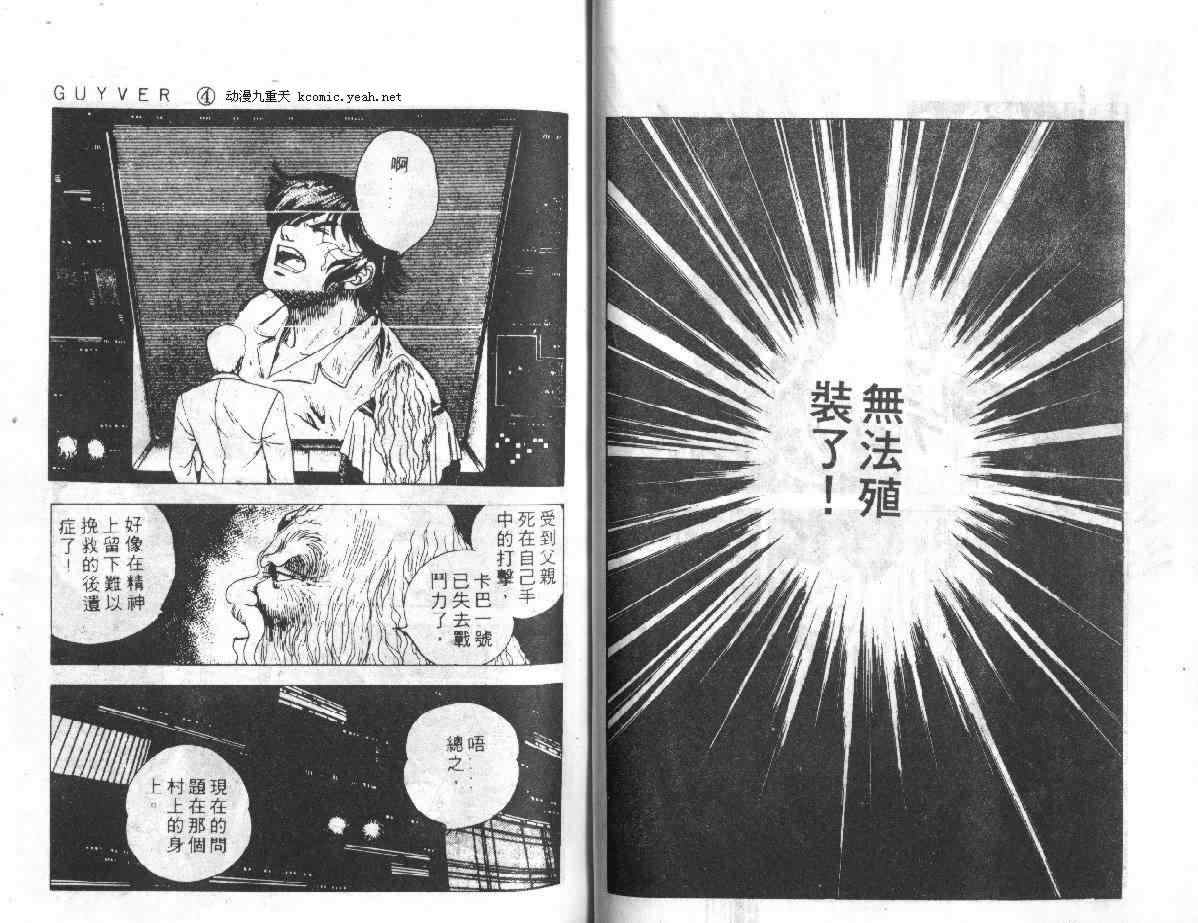 GUYVER ④ 动漫九重天 kcomic.yeah.net
無法殖
裝了！
啊
……
受到父親
死在自己手
中的打擊，
卡巴一號
已失去戰
鬥力了．
好像在精神
上留下難以
挽救的後遺
症了！
唔……
總之．
現在的問
題在那個
村上的身
上。